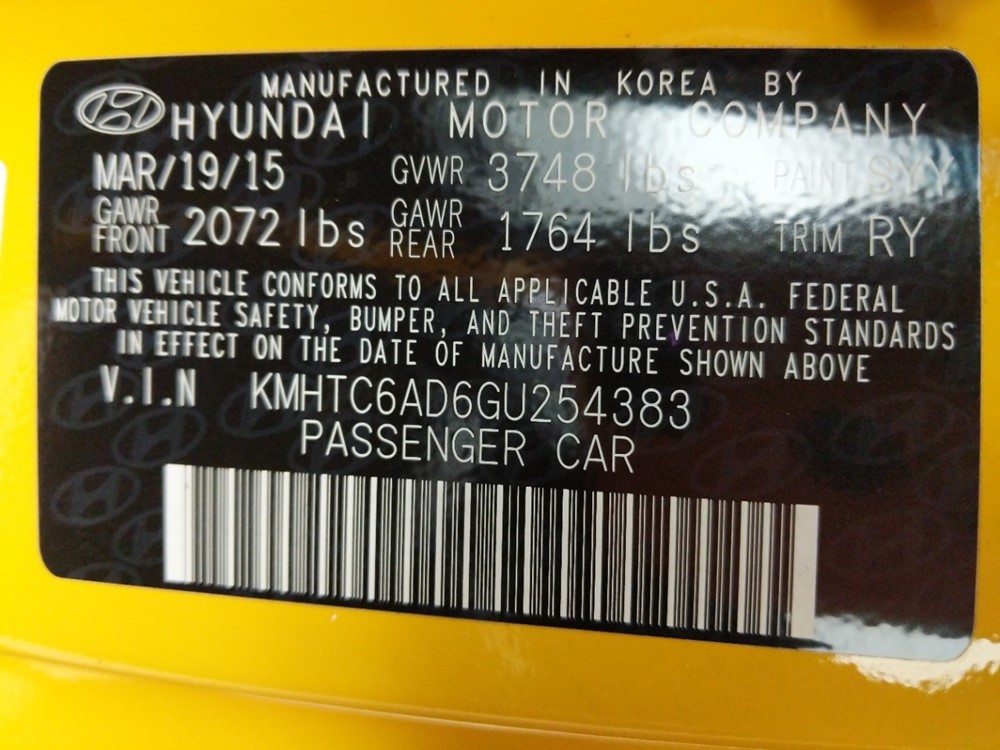 MANUFACTURED IN KOREA BY
HYUNDAI MOTOR COMPANY
MAR/19/15 GVWR 3748 lbs PAINT SYY
GAWR FRONT 2072 lbs GAWR REAR 1764 lbs TRIM RY
THIS VEHICLE CONFORMS TO ALL APPLICABLE U.S.A. FEDERAL
MOTOR VEHICLE SAFETY, BUMPER, AND THEFT PREVENTION STANDARDS
IN EFFECT ON THE DATE OF MANUFACTURE SHOWN ABOVE
V.I.N KMHTC6AD6GU254383
PASSENGER CAR